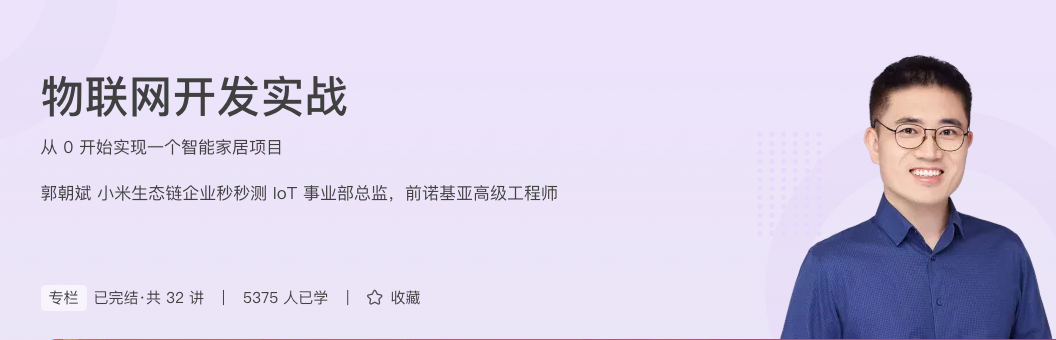 物联网开发实战
从 0 开始实现一个智能家居项目
郭朝斌 小米生态链企业秒秒测 IoT 事业部总监，前诺基亚高级工程师
专栏 已完结·共 32 讲 | 5375 人已学 | 收藏